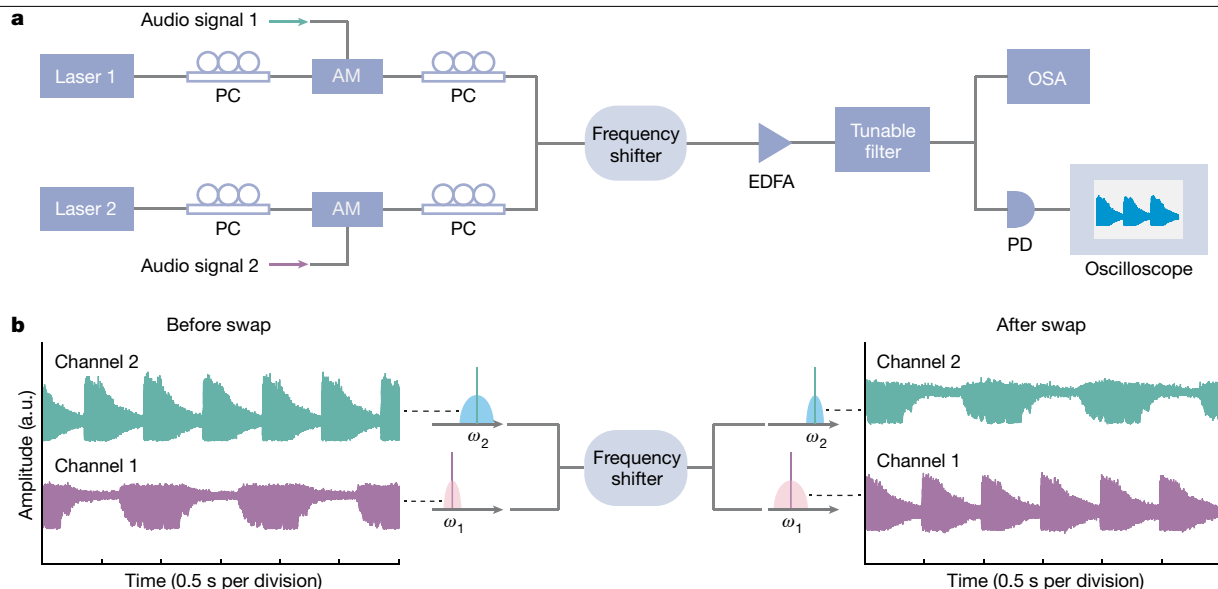 a
Audio signal 1
Laser 1
PC
AM
PC
OSA
Frequency
shifter
EDFA
Tunable
filter
Laser 2
PC
AM
PC
PD
Audio signal 2
Oscilloscope
b
Before swap
After swap
Channel 2
Channel 2
Amplitude (a.u.)
ω2
Frequency
shifter
ω2
Channel 1
Channel 1
ω1
ω1
Time (0.5 s per division)
Time (0.5 s per division)